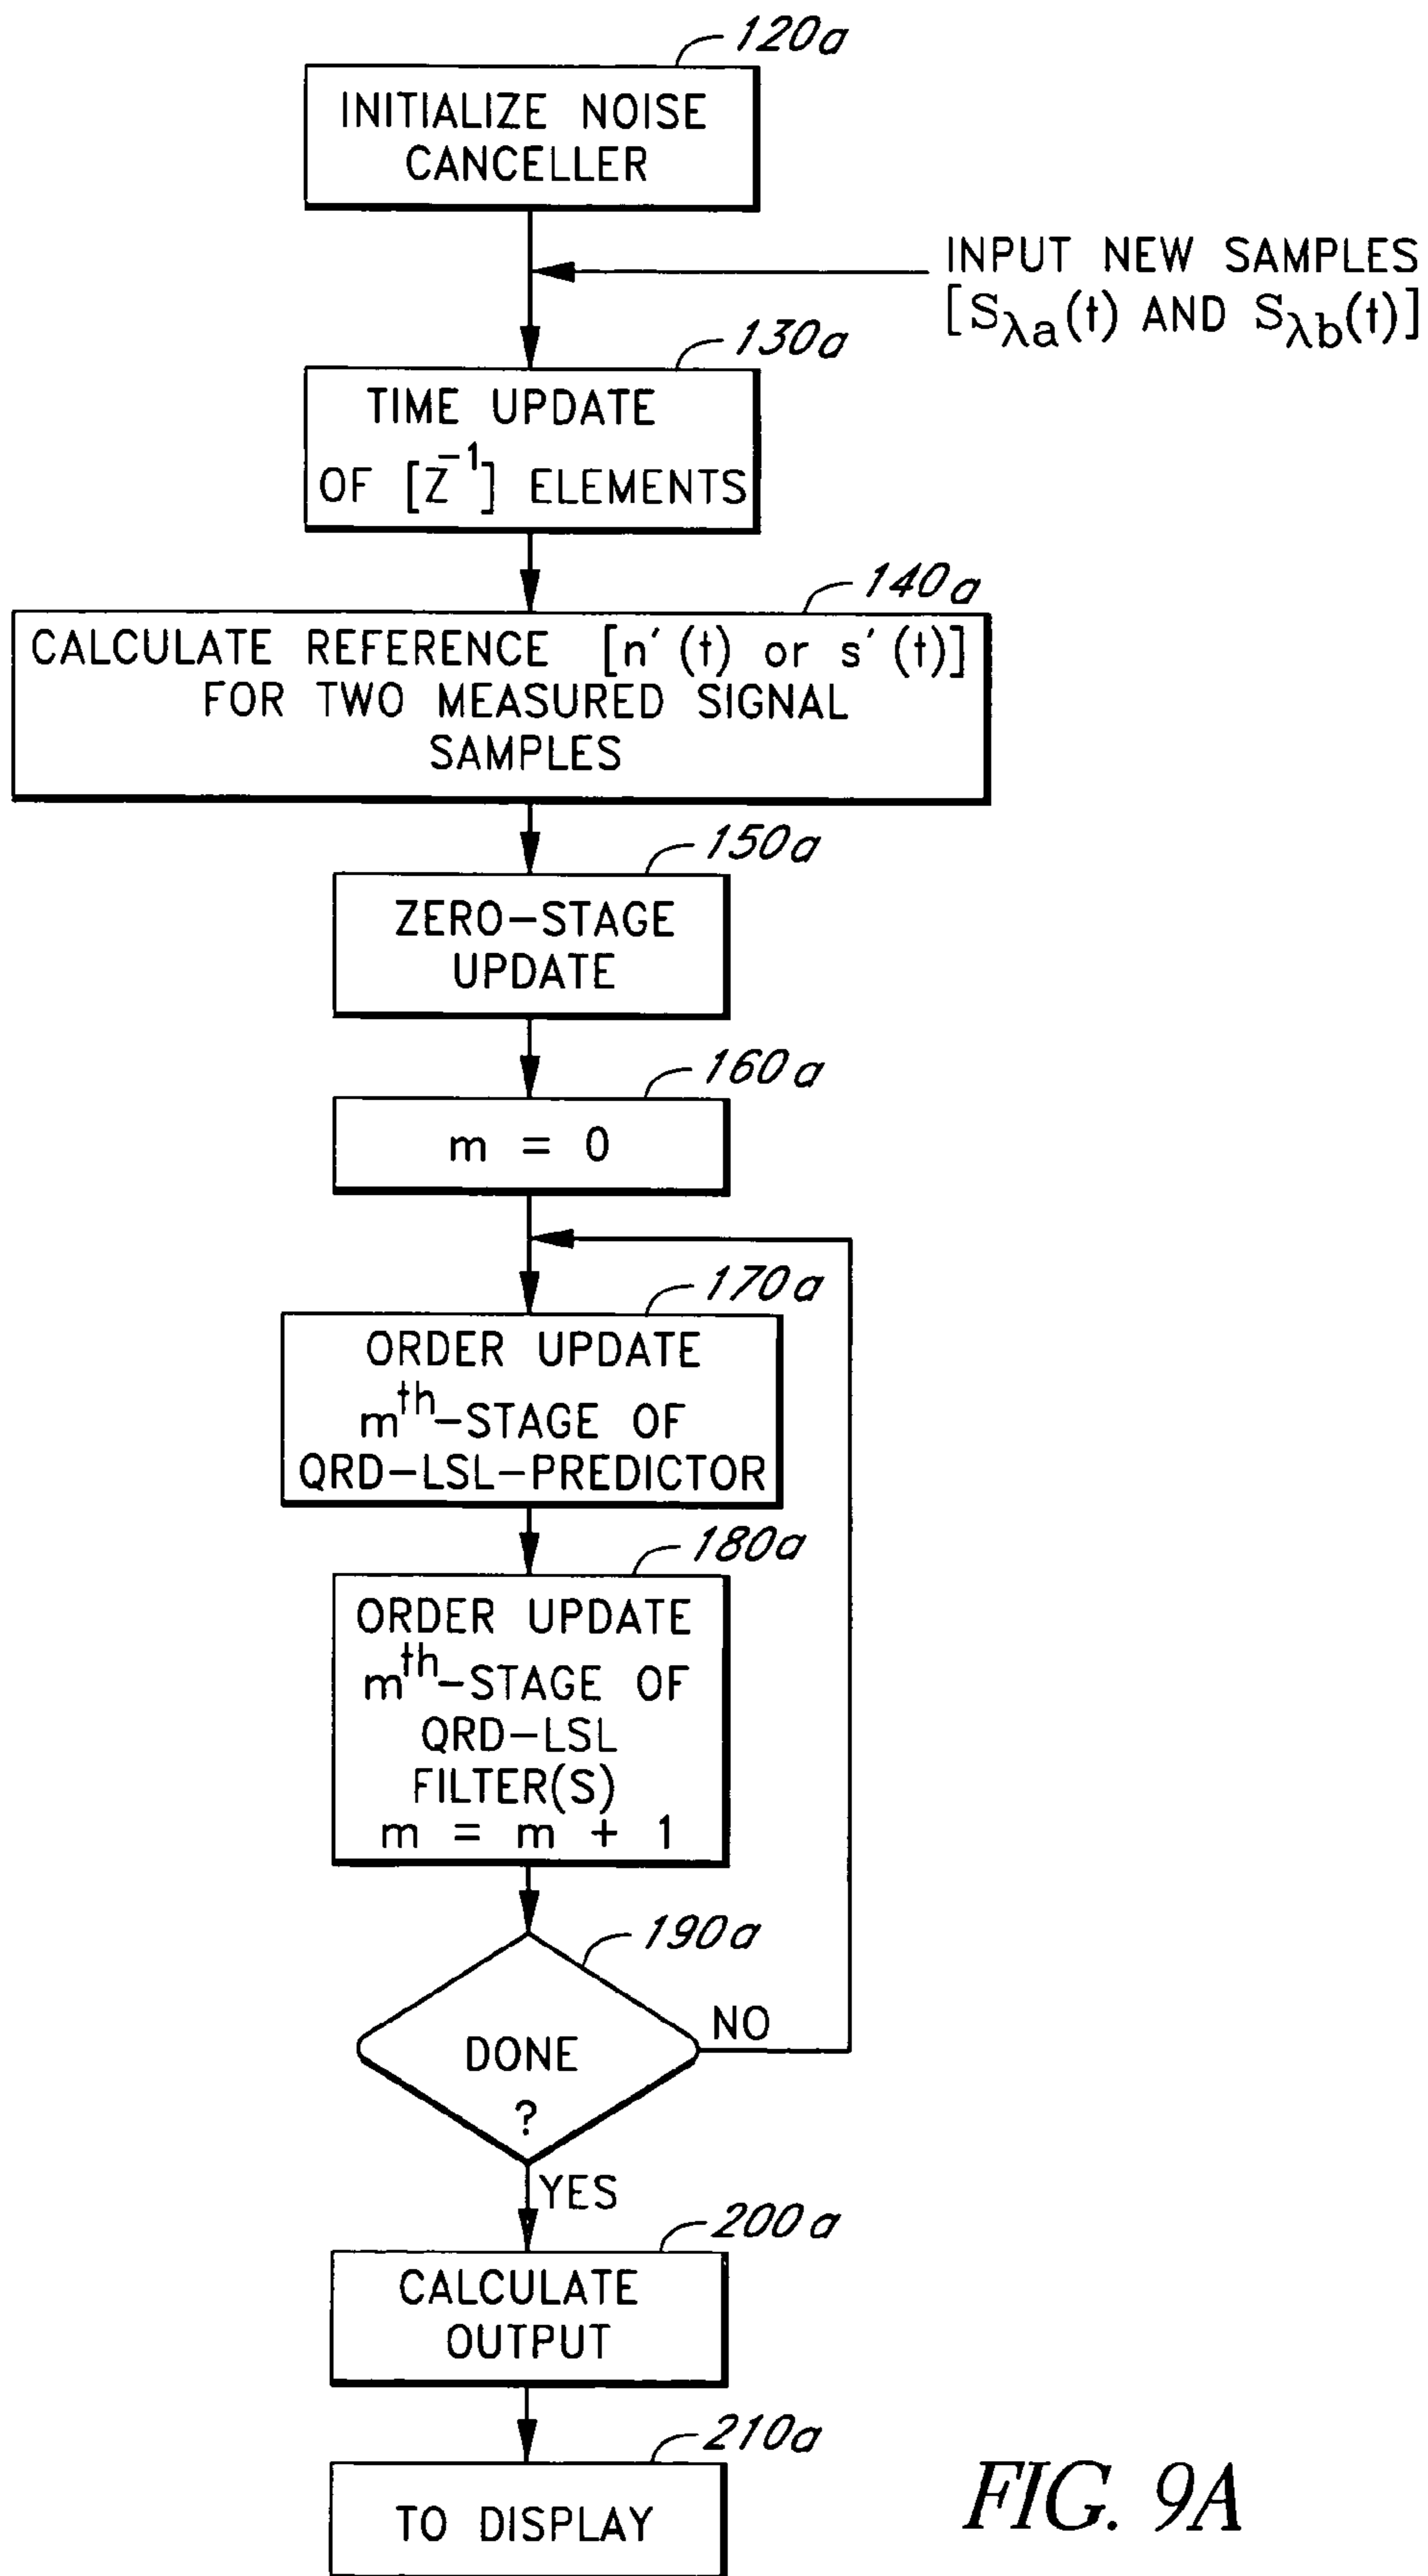 120a
INITIALIZE NOISE
CANCELLER
INPUT NEW SAMPLES
[Sλa(t) AND Sλb(t)]
130a
TIME UPDATE
OF [Z⁻¹] ELEMENTS
140a
CALCULATE REFERENCE [n'(t) or s'(t)]
FOR TWO MEASURED SIGNAL
SAMPLES
150a
ZERO-STAGE
UPDATE
160a
m = 0
170a
ORDER UPDATE
mᵗʰ-STAGE OF
QRD-LSL-PREDICTOR
180a
ORDER UPDATE
mᵗʰ-STAGE OF
QRD-LSL
FILTER(S)
m = m + 1
190a
NO
DONE
?
YES
200a
CALCULATE
OUTPUT
210a
TO DISPLAY
FIG. 9A